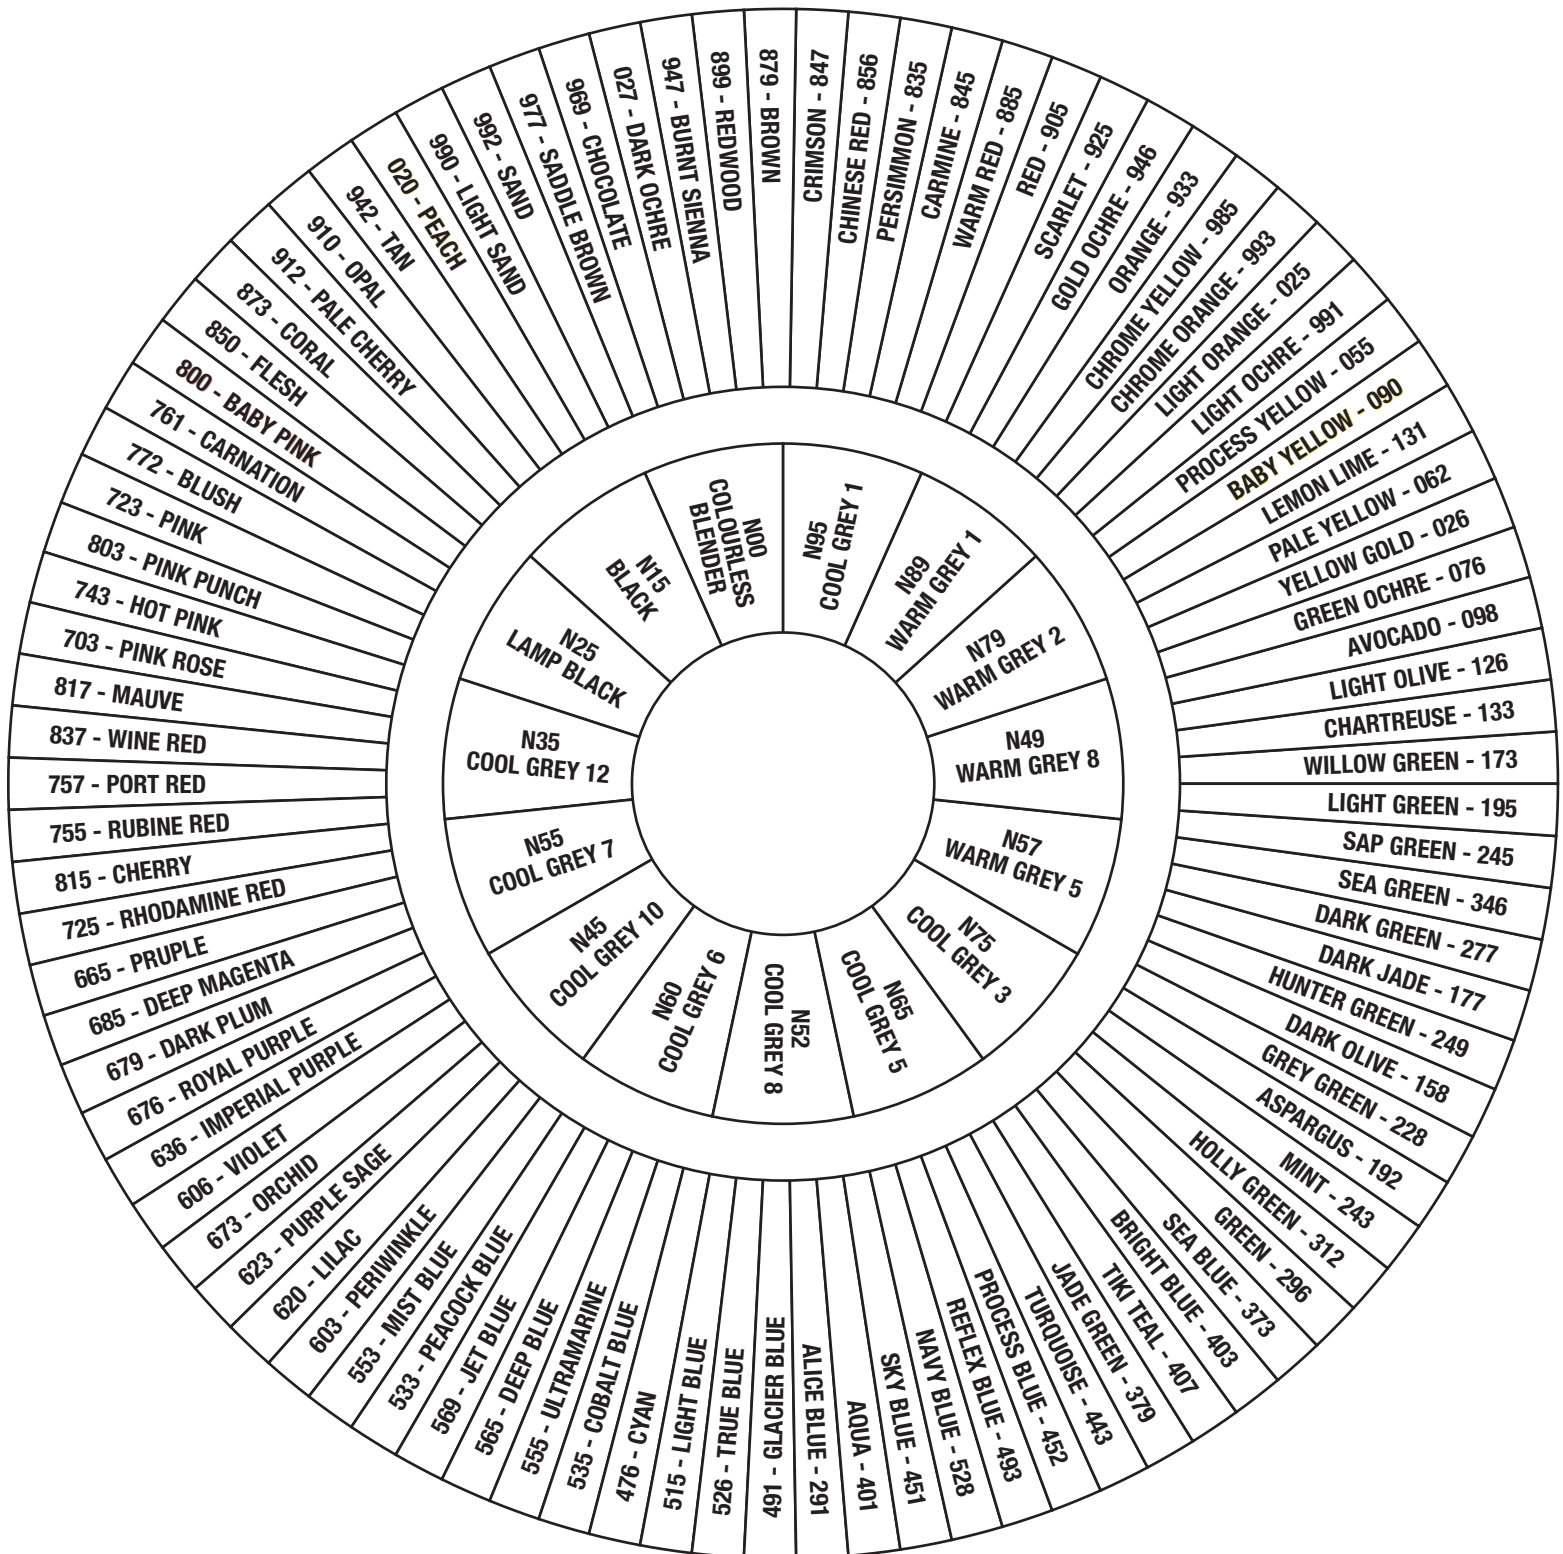 CRIMSON - 847
CHINESE RED - 856
PERSIMMON - 835
CARMINE - 845
WARM RED - 885
RED - 905
SCARLET - 925
GOLD OCHRE - 946
ORANGE - 933
CHROME YELLOW - 985
CHROME ORANGE - 993
LIGHT ORANGE - 025
LIGHT OCHRE - 991
PROCESS YELLOW - 055
BABY YELLOW - 090
LEMON LIME - 131
PALE YELLOW - 062
YELLOW GOLD - 026
GREEN OCHRE - 076
AVOCADO - 098
LIGHT OLIVE - 126
CHARTREUSE - 133
WILLOW GREEN - 173
LIGHT GREEN - 195
SAP GREEN - 245
SEA GREEN - 346
DARK GREEN - 277
DARK JADE - 177
HUNTER GREEN - 249
DARK OLIVE - 158
GREY GREEN - 228
ASPARGUS - 192
MINT - 243
HOLLY GREEN - 312
GREEN - 296
SEA BLUE - 373
BRIGHT BLUE - 403
TIKI TEAL - 407
JADE GREEN - 379
TURQUOISE - 443
PROCESS BLUE - 452
REFLEX BLUE - 493
NAVY BLUE - 528
SKY BLUE - 451
AQUA - 401
ALICE BLUE - 291
491 - GLACIER BLUE
526 - TRUE BLUE
515 - LIGHT BLUE
476 - CYAN
535 - COBALT BLUE
555 - ULTRAMARINE
565 - DEEP BLUE
569 - JET BLUE
533 - PEACOCK BLUE
553 - MIST BLUE
603 - PERIWINKLE
620 - LILAC
623 - PURPLE SAGE
673 - ORCHID
606 - VIOLET
636 - IMPERIAL PURPLE
676 - ROYAL PURPLE
679 - DARK PLUM
685 - DEEP MAGENTA
665 - PRUPLE
725 - RHODAMINE RED
815 - CHERRY
755 - RUBINE RED
757 - PORT RED
837 - WINE RED
817 - MAUVE
703 - PINK ROSE
743 - HOT PINK
803 - PINK PUNCH
723 - PINK
772 - BLUSH
761 - CARNATION
800 - BABY PINK
850 - FLESH
873 - CORAL
912 - PALE CHERRY
910 - OPAL
942 - TAN
020 - PEACH
990 - LIGHT SAND
992 - SAND
977 - SADDLE BROWN
969 - CHOCOLATE
027 - DARK OCHRE
947 - BURNT SIENNA
899 - REDWOOD
879 - BROWN
N95
COOL GREY 1
N89
WARM GREY 1
N79
WARM GREY 2
N49
WARM GREY 8
N57
WARM GREY 5
N75
COOL GREY 3
N65
COOL GREY 5
N52
COOL GREY 8
N60
COOL GREY 6
N45
COOL GREY 10
N55
COOL GREY 7
N35
COOL GREY 12
N25
LAMP BLACK
N15
BLACK
N00
COLOURLESS
BLENDER